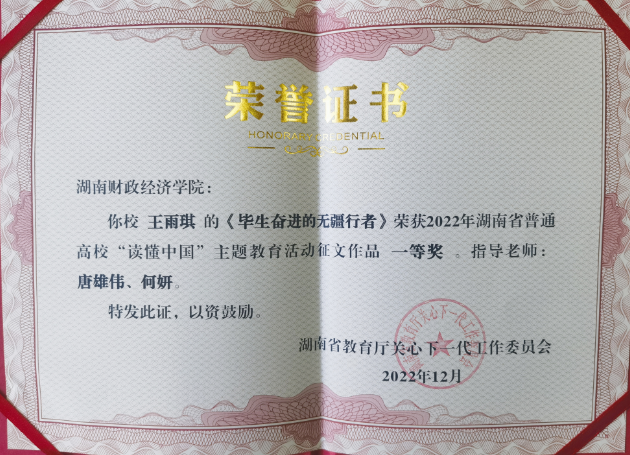 荣誉证书
HONORARY CREDENTIAL
湖南财政经济学院：
你校 王雨琪 的《毕生奋进的无疆行者》荣获2022年湖南省普通
高校“读懂中国”主题教育活动征文作品 一等奖 。指导老师：
唐雄伟、何妍。
特发此证，以资鼓励。
湖南省教育厅关心下一代工作委员会
2022年12月